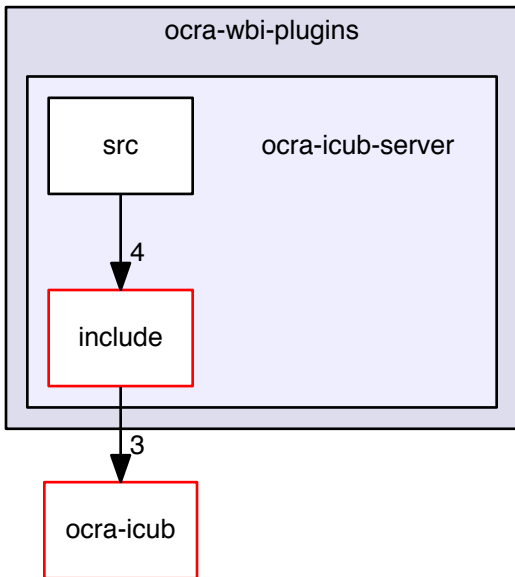 ocra-wbi-plugins
src
ocra-icub-server
4
include
3
ocra-icub